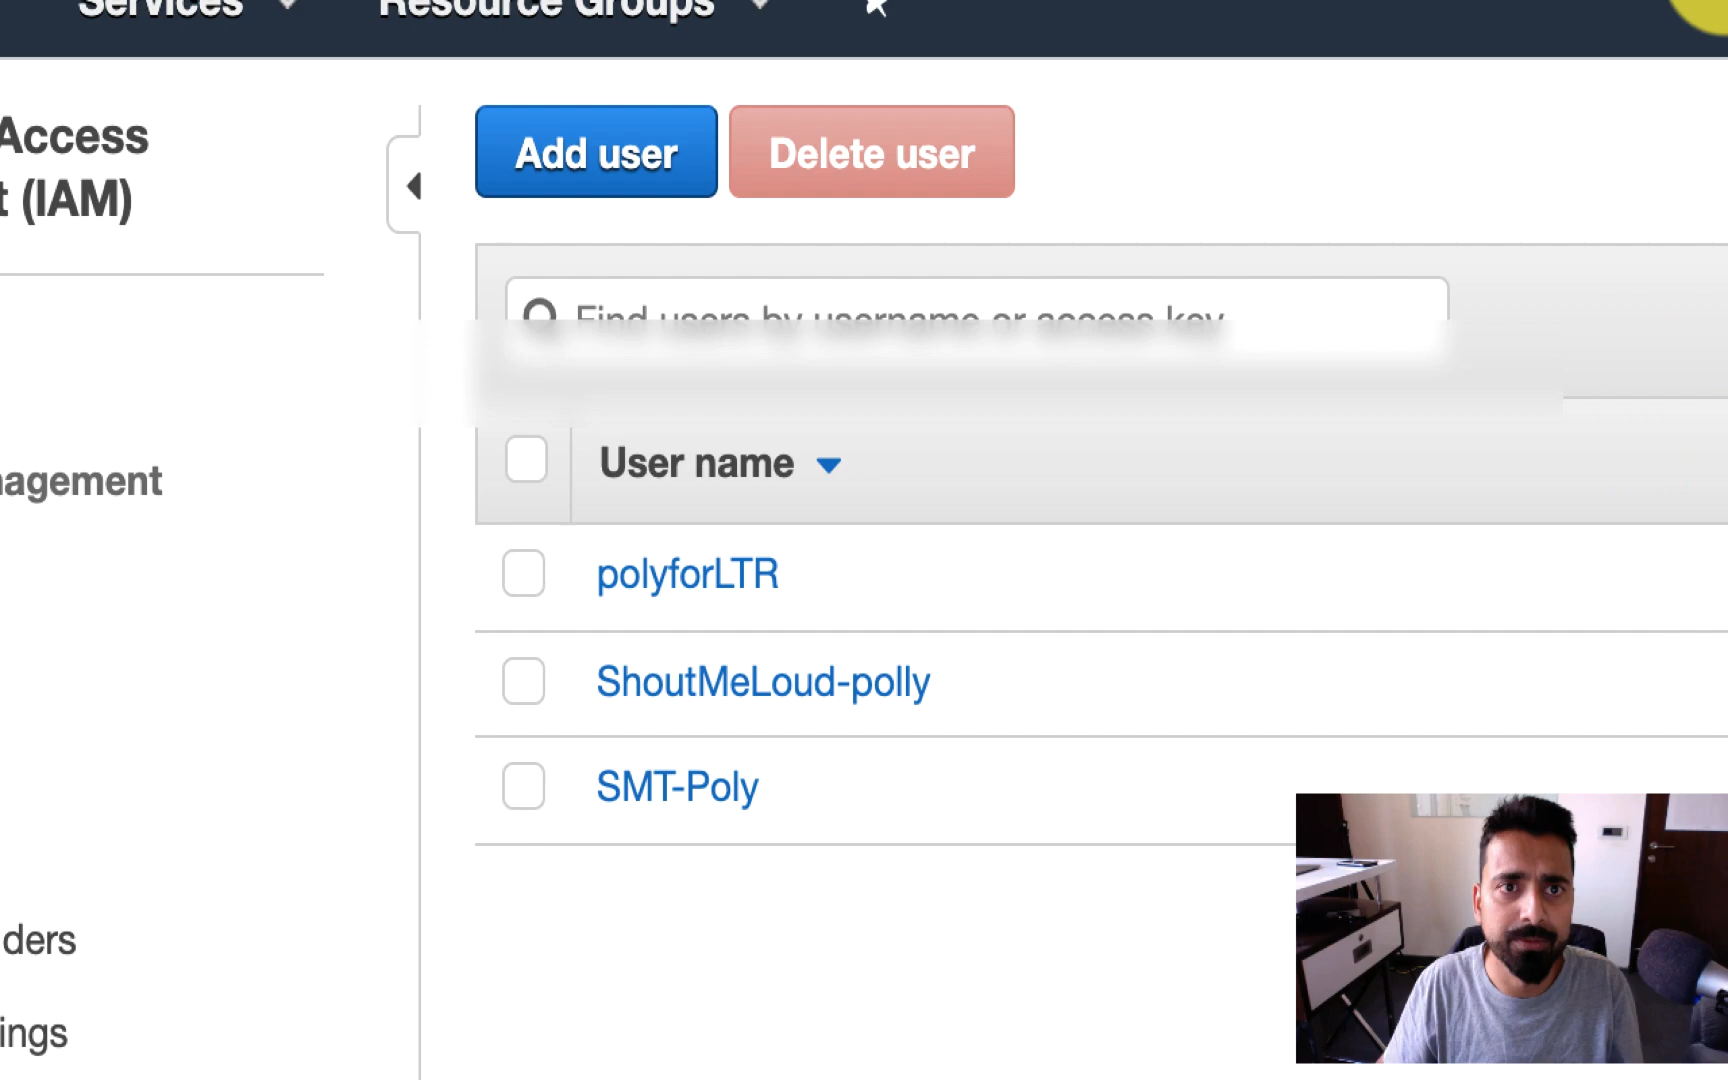 Services
Resource Groups
Access
t (IAM)
Add user
Delete user
Find users by username or access key
User name
nagement
polyforLTR
ShoutMeLoud-polly
SMT-Poly
ders
ings